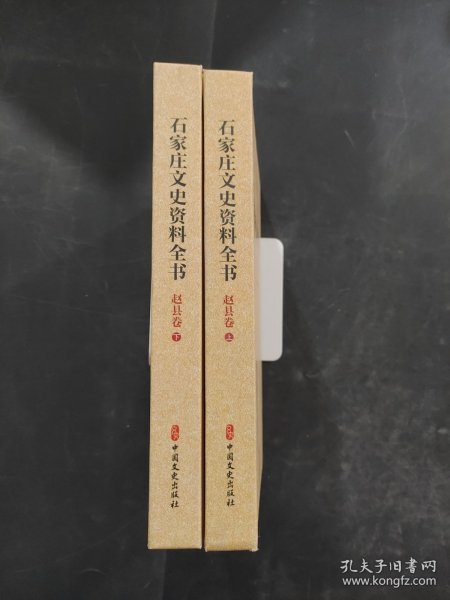 石家庄文史资料全书
赵县卷
下
中国文史出版社
石家庄文史资料全书
赵县卷
上
中国文史出版社
孔夫子旧书网
www.kongfz.com